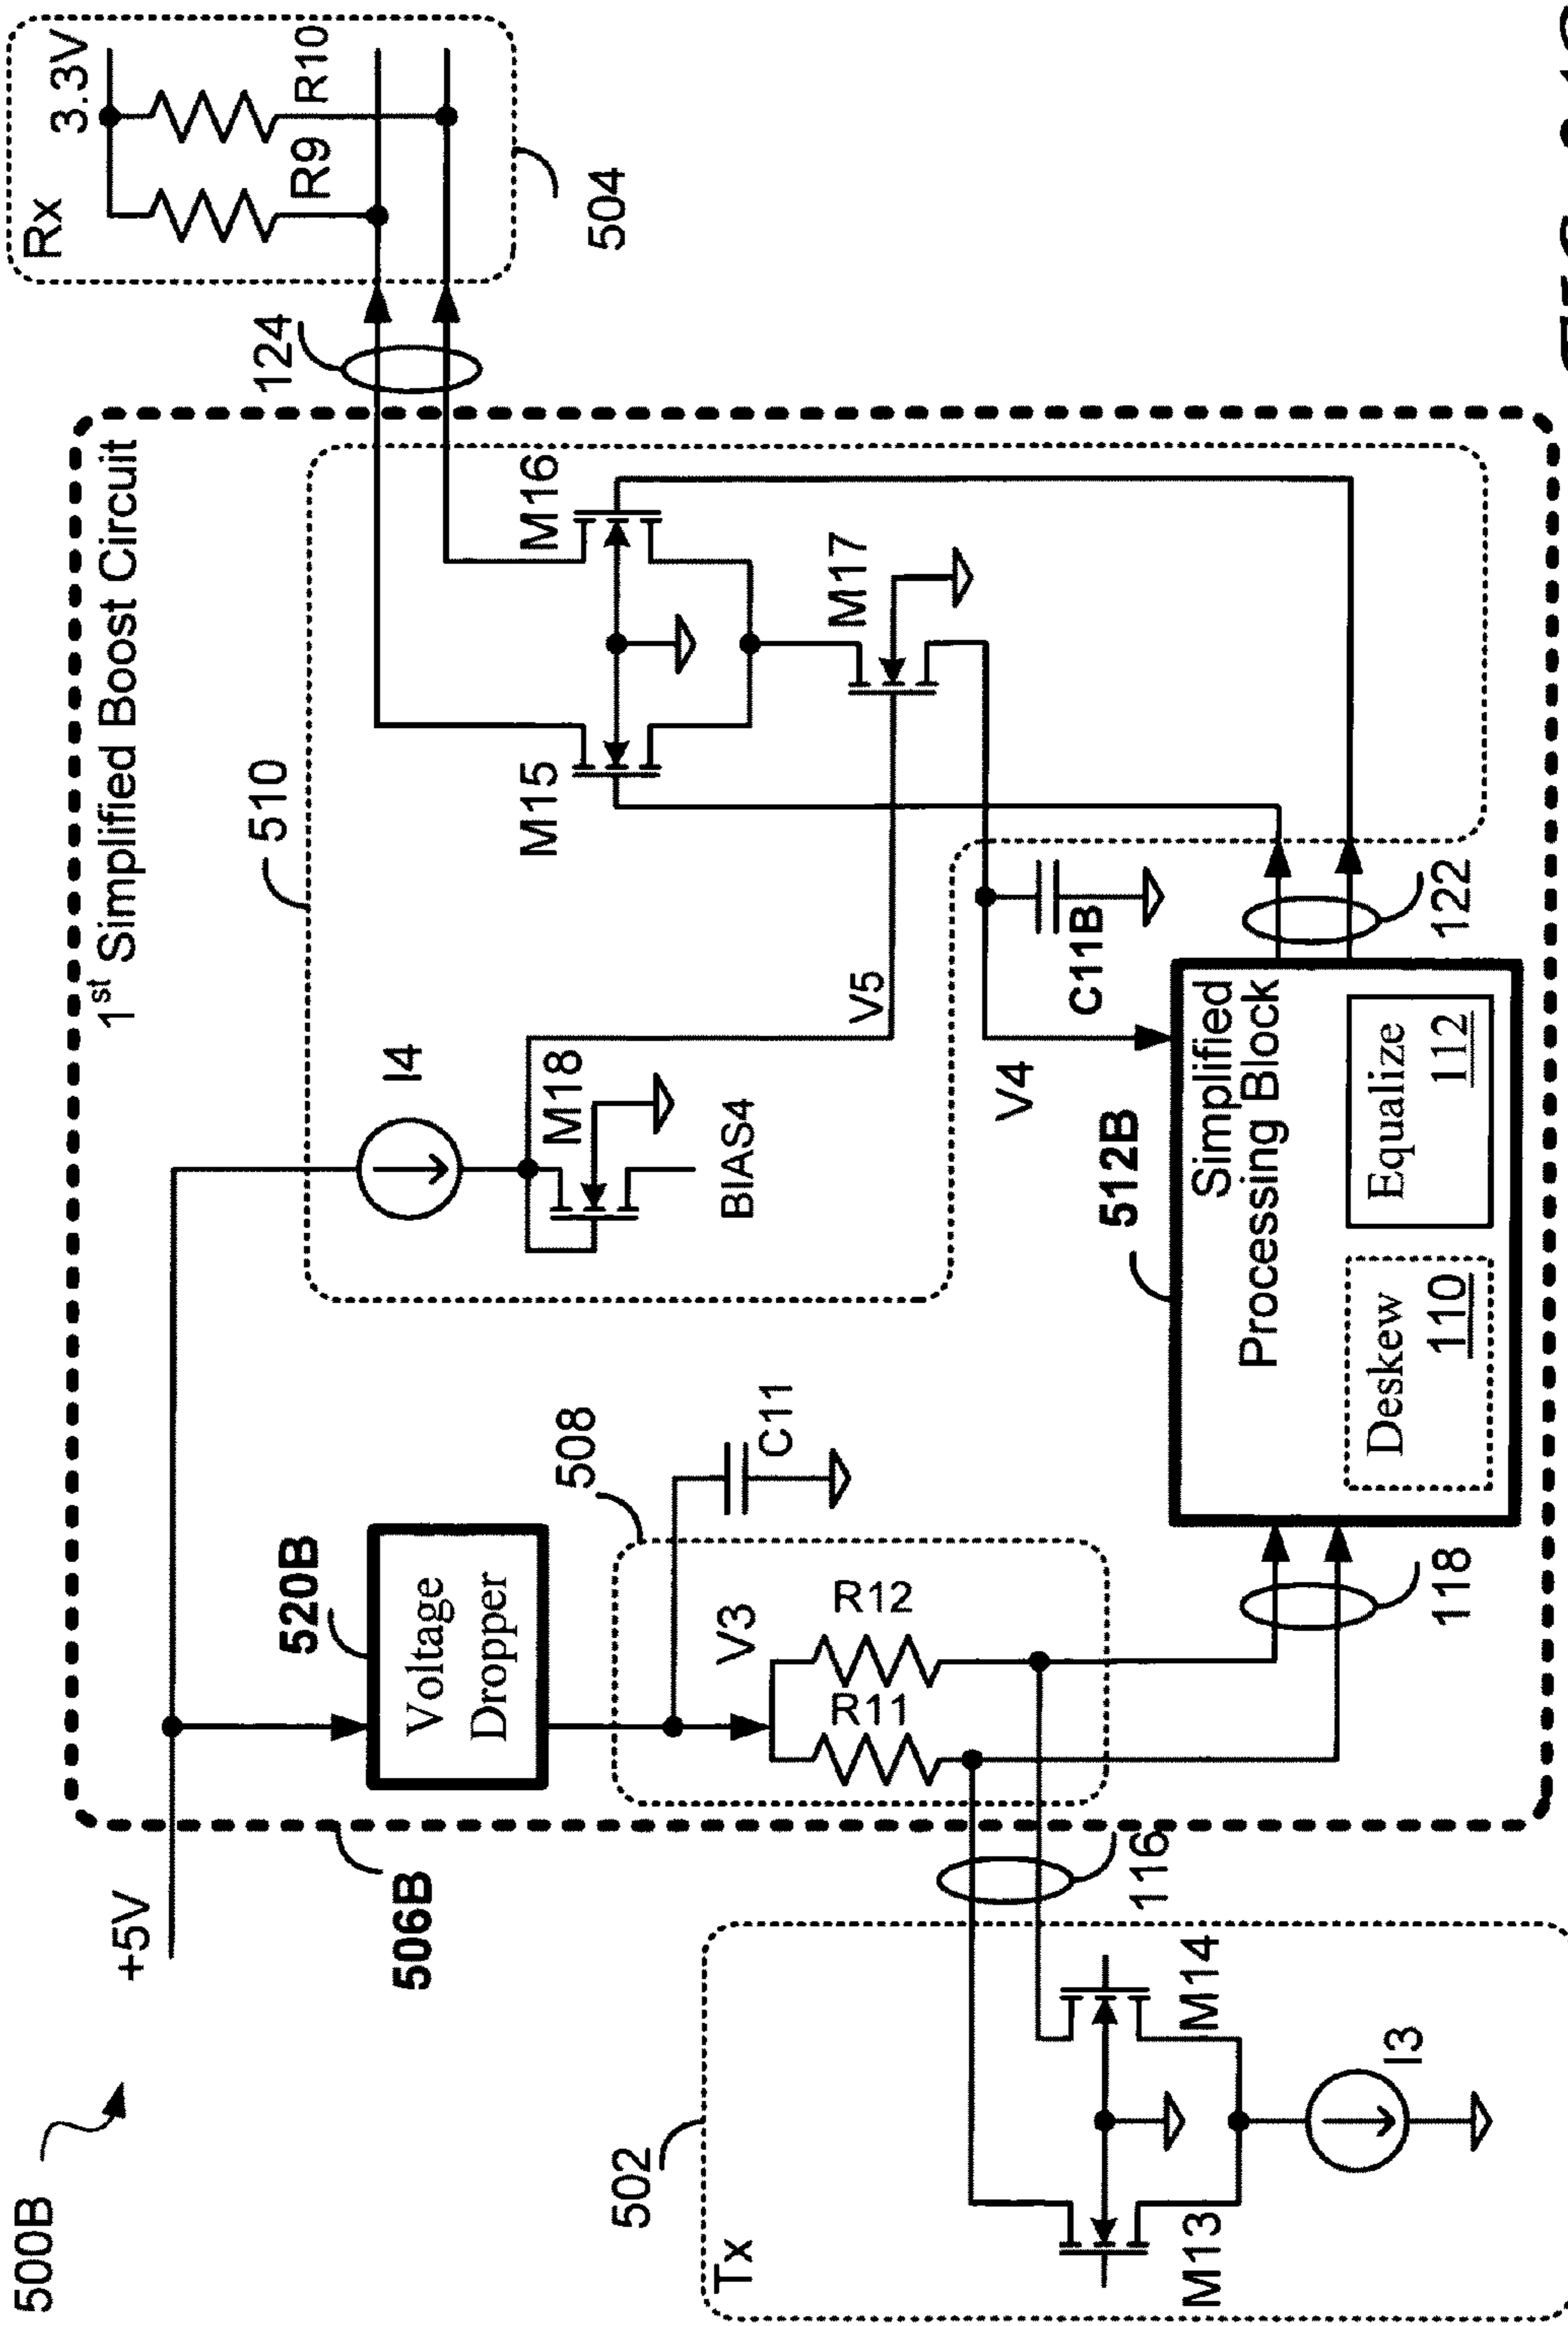 500B
+5V
506B
1st Simplified Boost Circuit
520B
Voltage
Dropper
508
C11
V3
R11
R12
510
I4
M18
BIAS4
V5
M15
M16
M17
124
Rx
3.3V
R9
R10
504
V4
C11B
512B
Simplified
Processing Block
Deskew
110
Equalize
112
118
122
116
502
Tx
M13
M14
I3